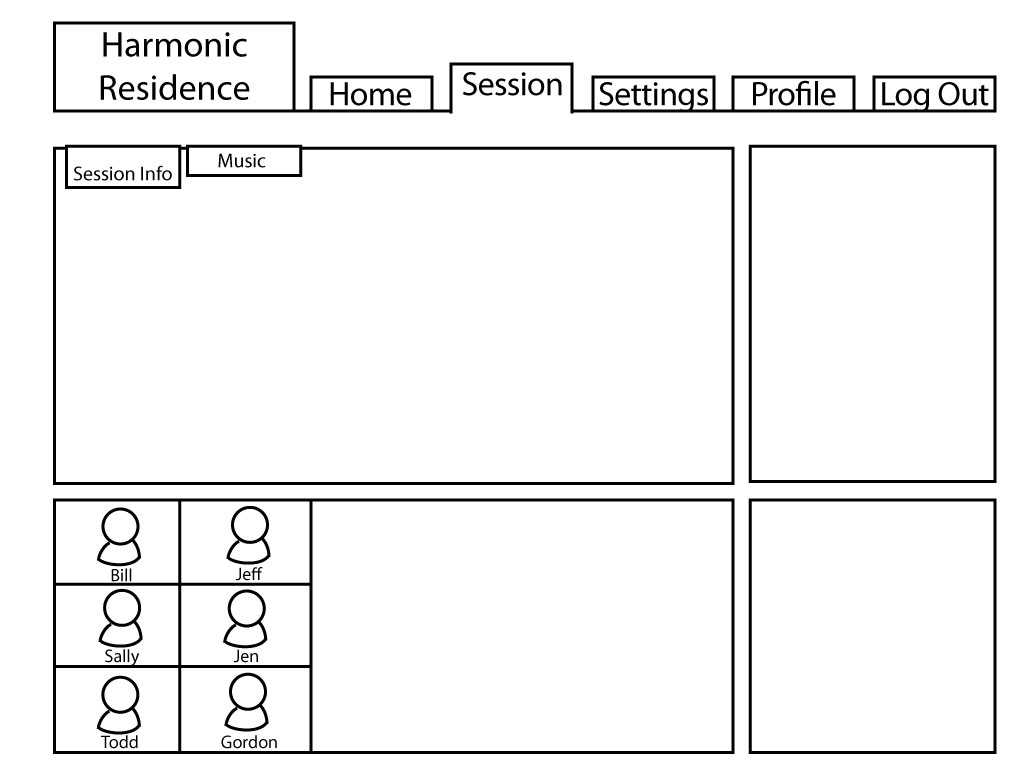 Harmonic
Residence
Home
Session
Settings
Profile
Log Out
Session Info
Music
Bill
Jeff
Sally
Jen
Todd
Gordon